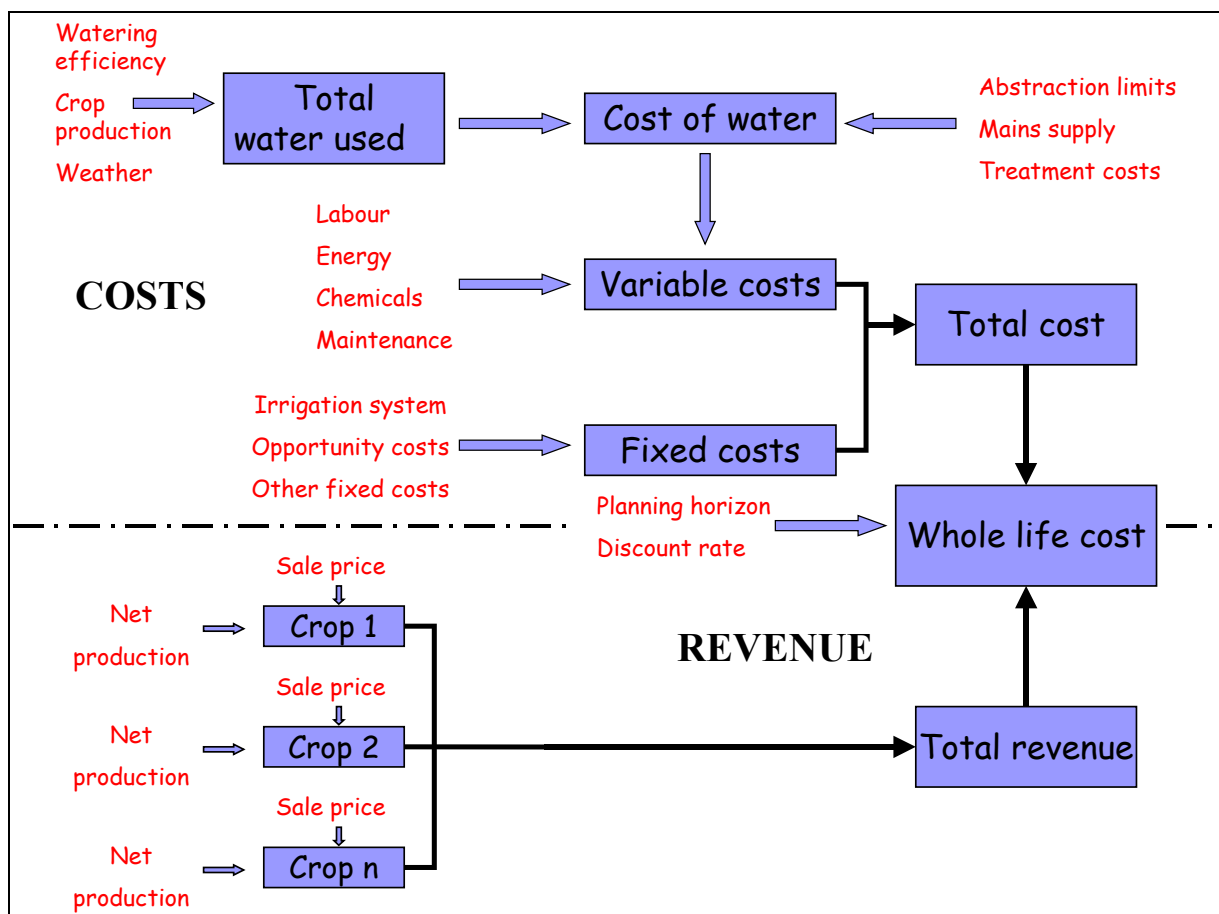 Watering
efficiency
Crop
production
Weather
Total
water used
Cost of water
Abstraction limits
Mains supply
Treatment costs
Labour
Energy
Chemicals
Maintenance
COSTS
Variable costs
Total cost
Irrigation system
Opportunity costs
Other fixed costs
Fixed costs
Planning horizon
Discount rate
Whole life cost
Sale price
Net
production
Crop 1
REVENUE
Sale price
Net
production
Crop 2
Total revenue
Sale price
Net
production
Crop n